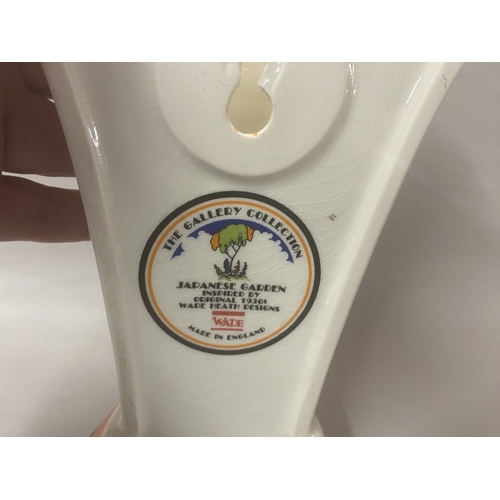 THE GALLERY COLLECTION
JAPANESE GARDEN
INSPIRED BY
ORIGINAL 1930s
WADE HEATH DESIGNS
WADE
MADE IN ENGLAND